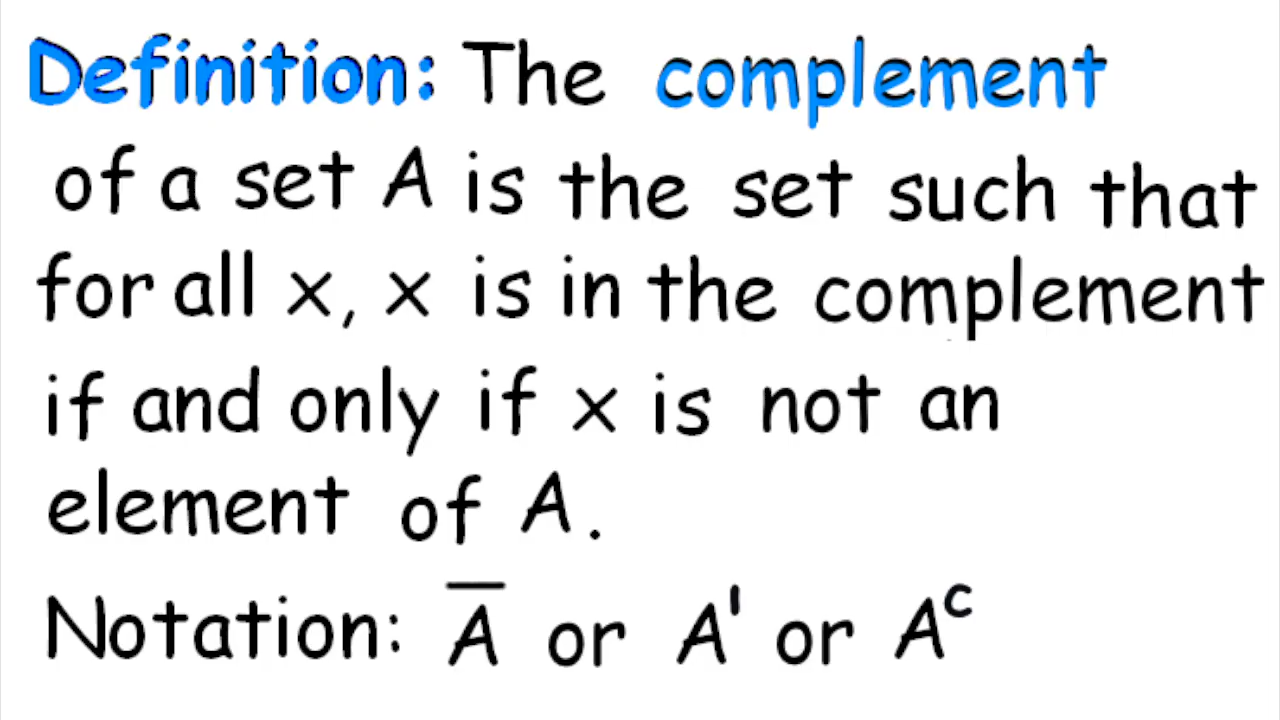 Definition: The complement
of a set A is the set such that
for all x, x is in the complement
if and only if x is not an
element of A.
Notation: A̅ or A' or Aᶜ